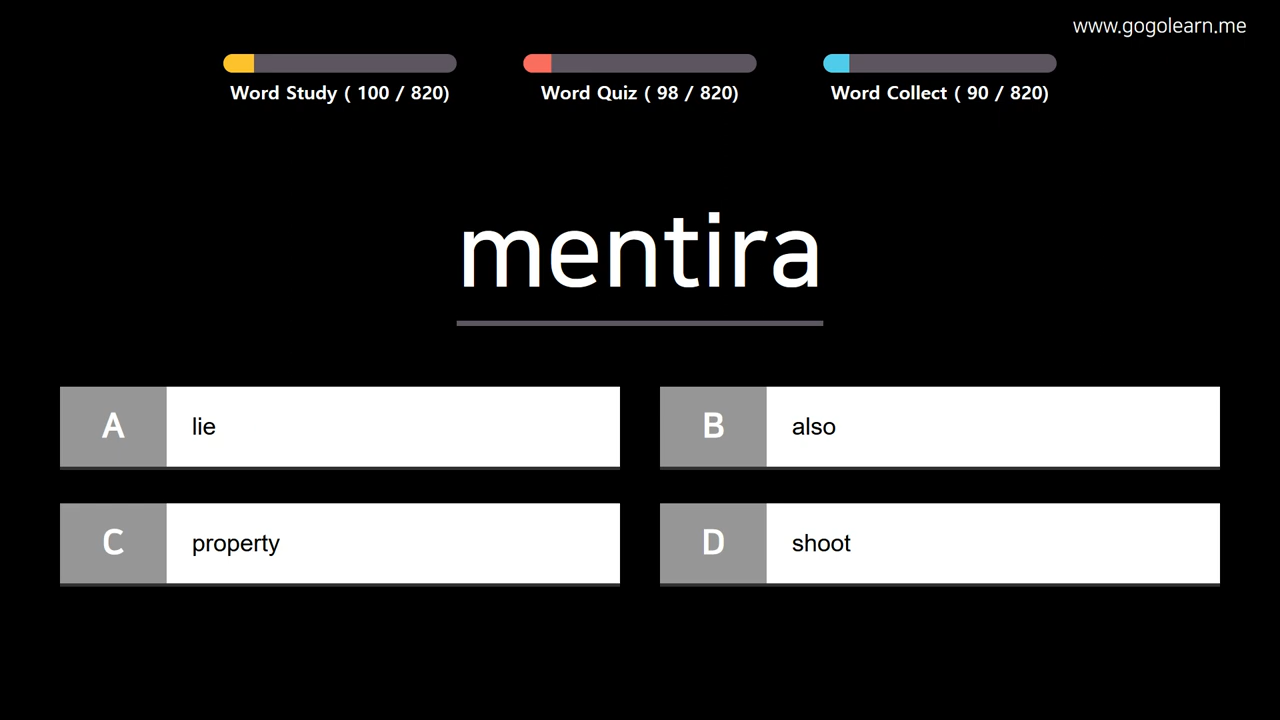 www.gogolearn.me
Word Study ( 100 / 820)
Word Quiz ( 98 / 820)
Word Collect ( 90 / 820)
mentira
A lie
B also
C property
D shoot